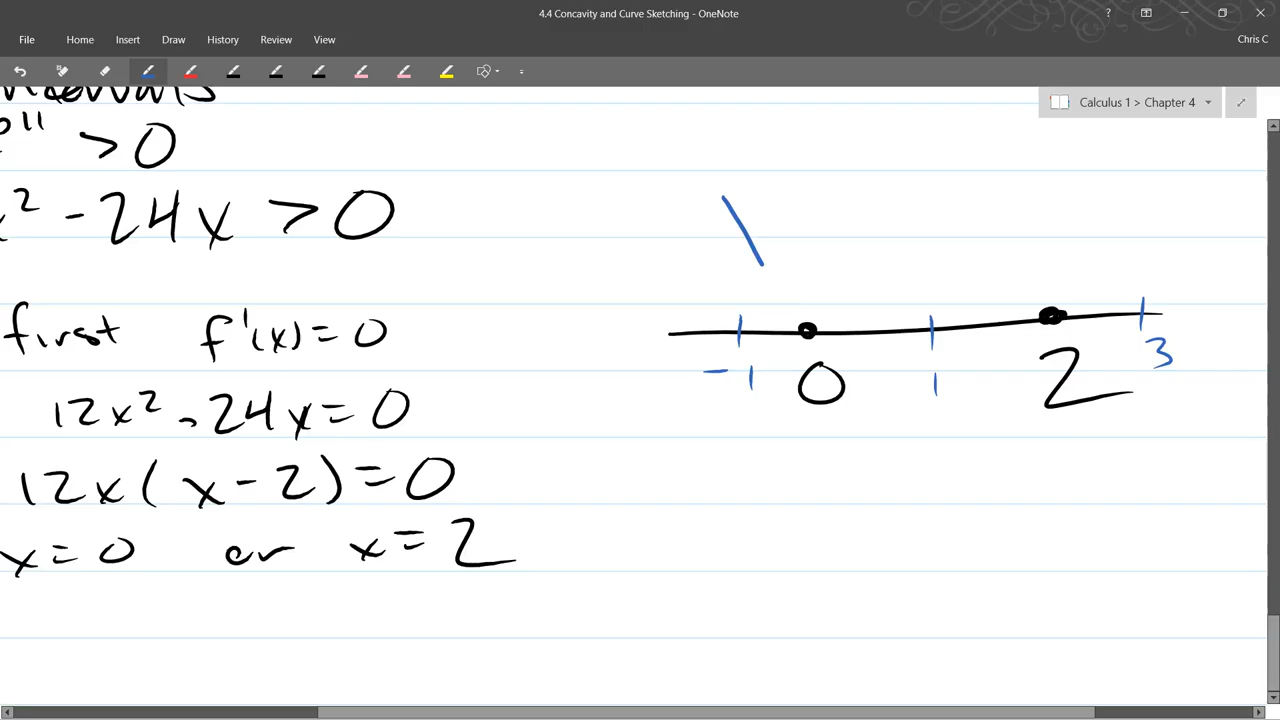 4.4 Concavity and Curve Sketching - OneNote
File Home Insert Draw History Review View
Chris C
Calculus 1 > Chapter 4
" > 0
² - 24x > 0
first f'(x) = 0
12x² - 24x = 0
12x(x - 2) = 0
x = 0 or x = 2
-1 0 1 2 3